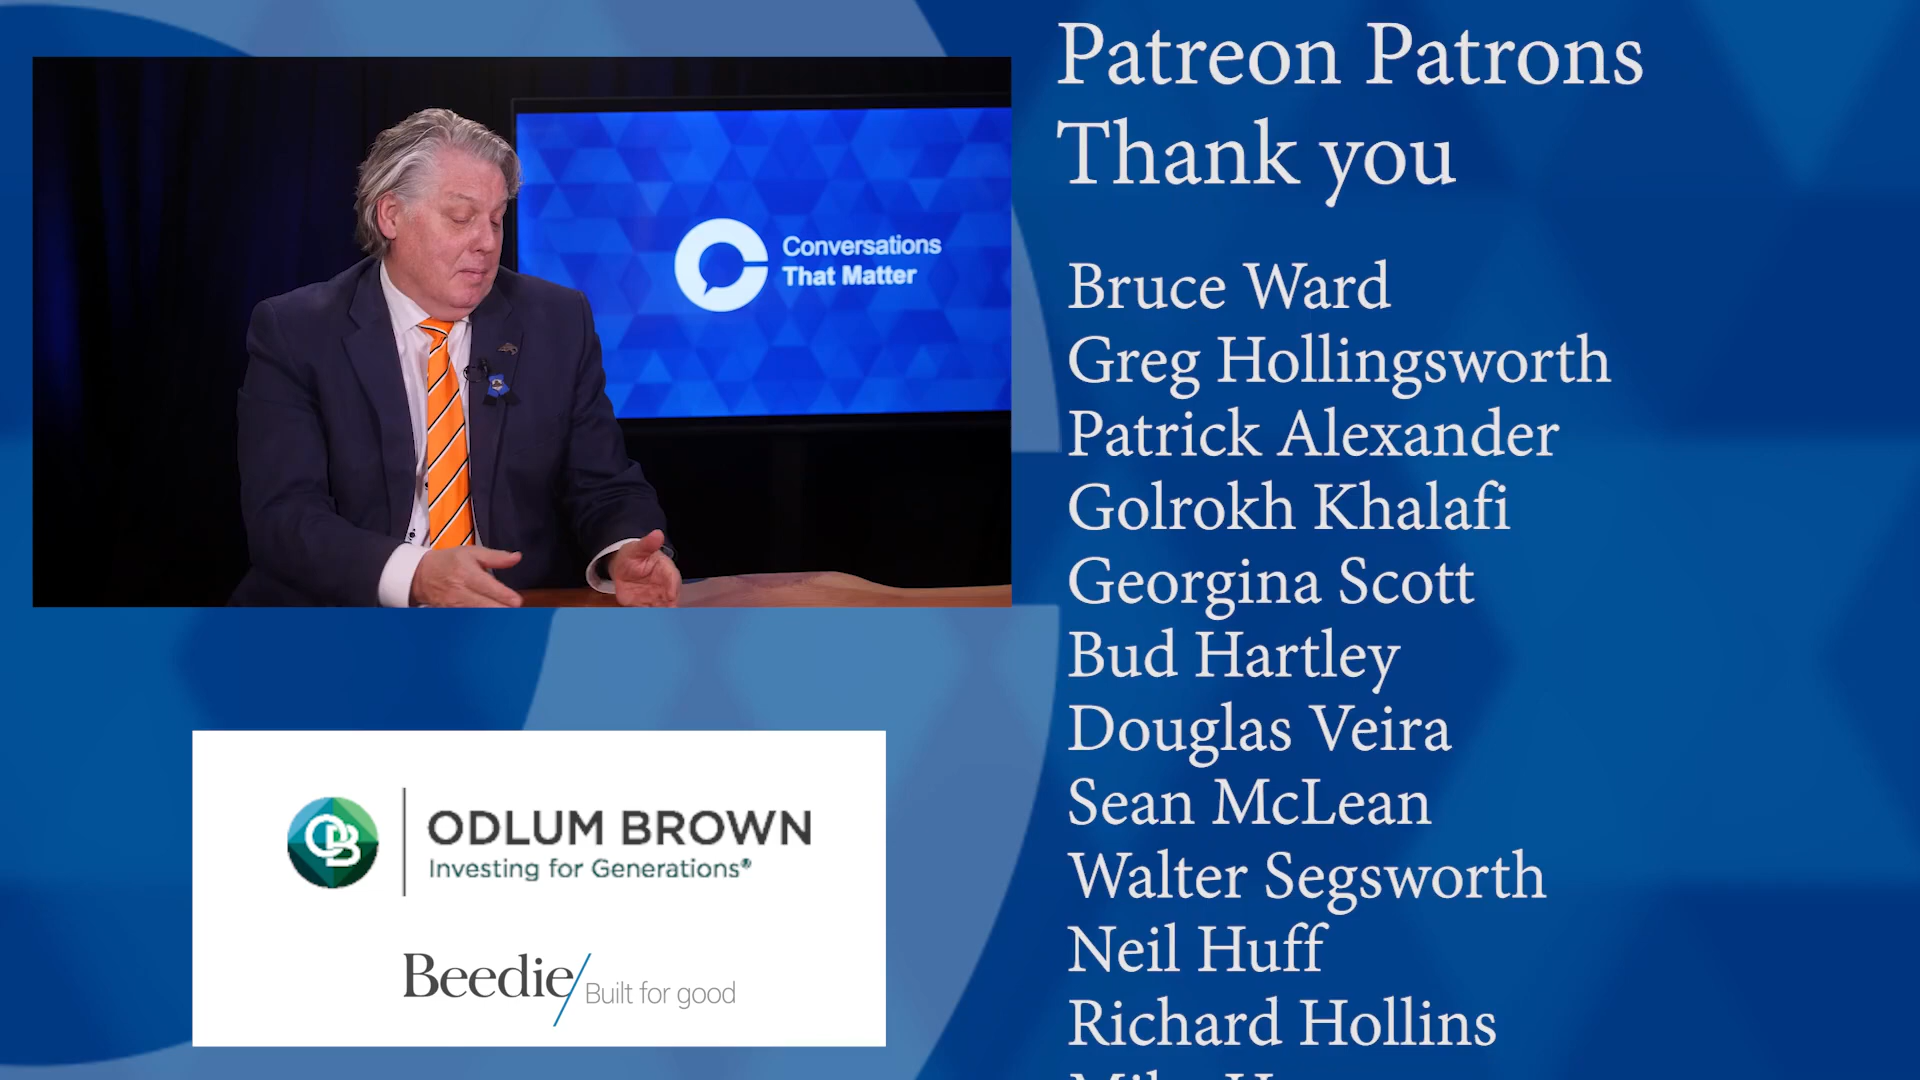 Conversations
That Matter
Patreon Patrons
Thank you
Bruce Ward
Greg Hollingsworth
Patrick Alexander
Golrokh Khalafi
Georgina Scott
Bud Hartley
Douglas Veira
Sean McLean
Walter Segsworth
Neil Huff
Richard Hollins
OB
ODLUM BROWN
Investing for Generations®
Beedie/ Built for good